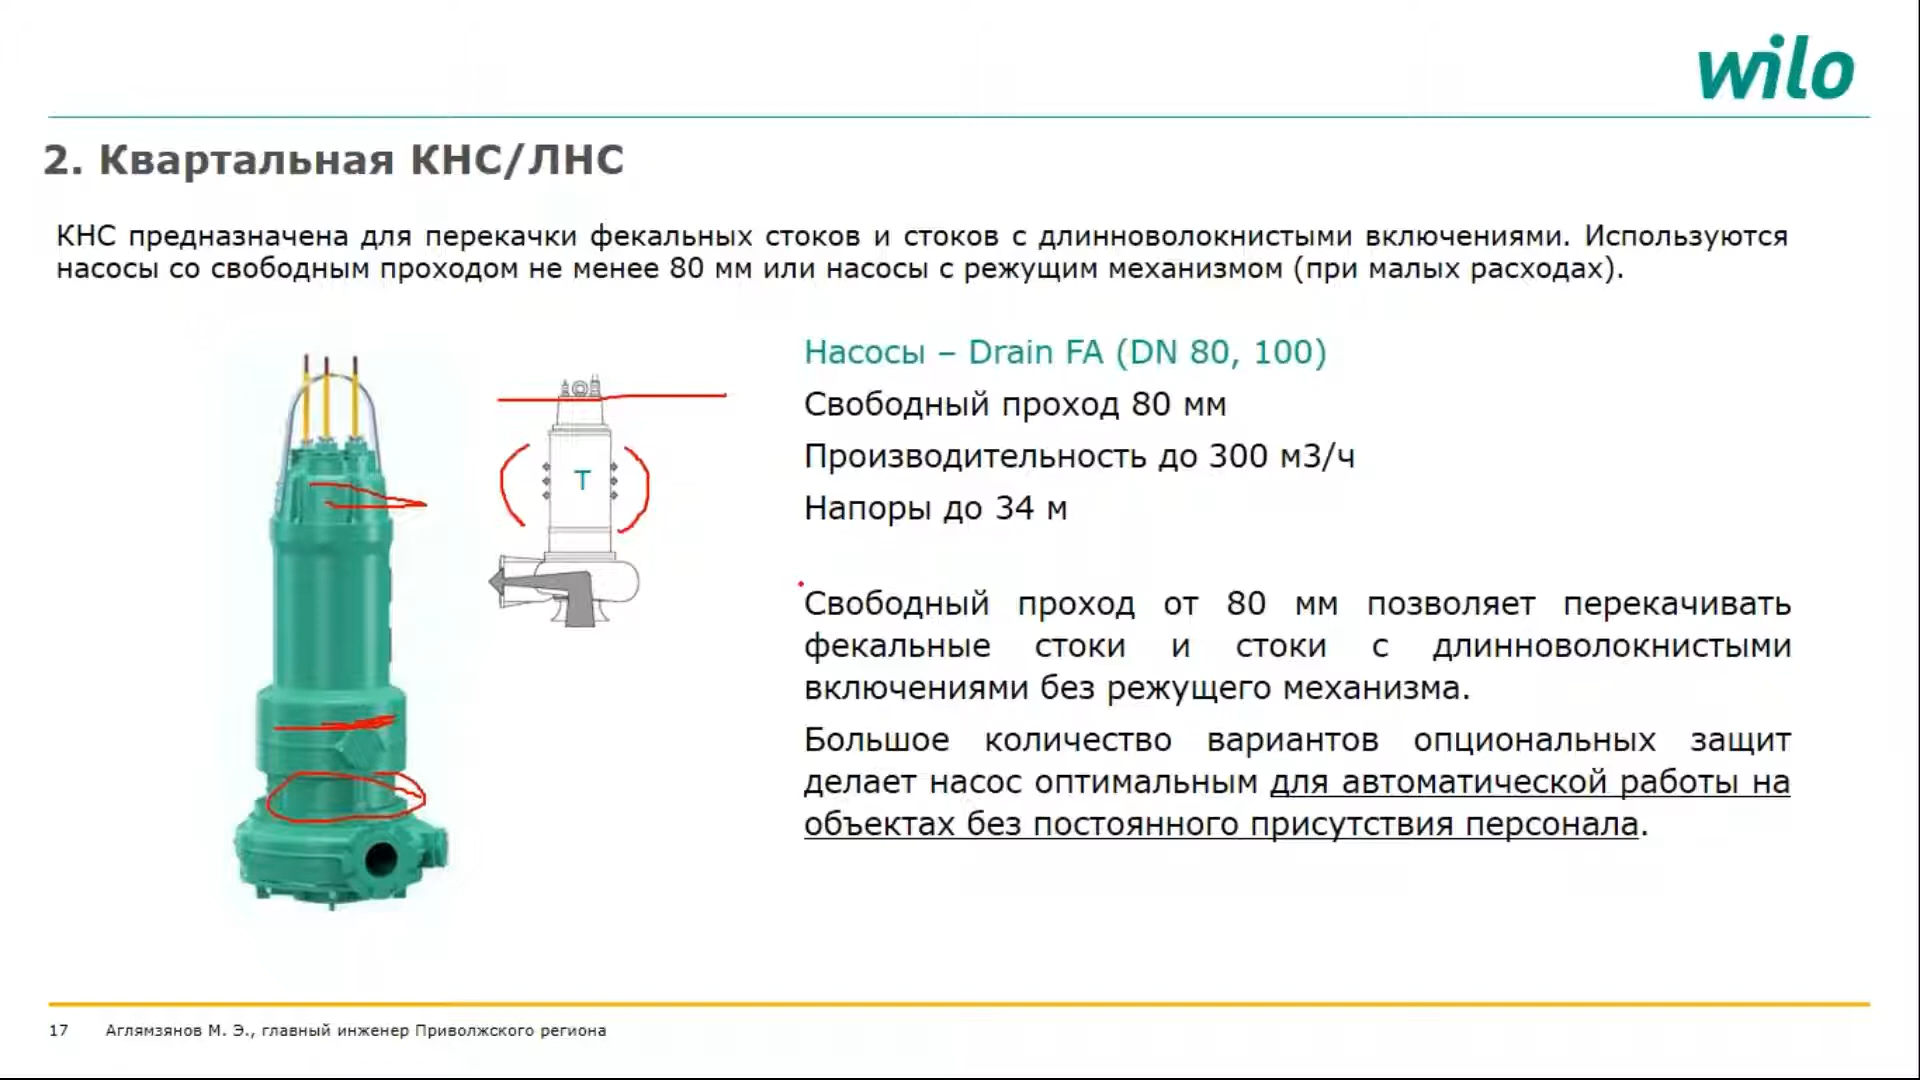 wilo
2. Квартальная КНС/ЛНС
КНС предназначена для перекачки фекальных стоков и стоков с длинноволокнистыми включениями. Используются
насосы со свободным проходом не менее 80 мм или насосы с режущим механизмом (при малых расходах).
Насосы – Drain FA (DN 80, 100)
Свободный проход 80 мм
Производительность до 300 м3/ч
T
Напоры до 34 м
Свободный проход от 80 мм позволяет перекачивать
фекальные стоки и стоки с длинноволокнистыми
включениями без режущего механизма.
Большое количество вариантов опциональных защит
делает насос оптимальным для автоматической работы на
объектах без постоянного присутствия персонала.
17 Аглямзянов М. Э., главный инженер Приволжского региона